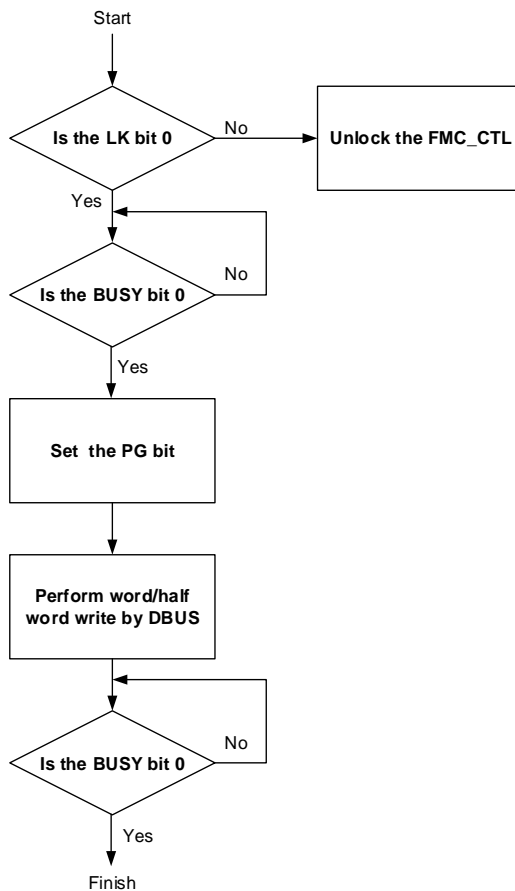 Start
Is the LK bit 0
No
Unlock the FMC_CTL
Yes
Is the BUSY bit 0
No
Yes
Set the PG bit
Perform word/half
word write by DBUS
Is the BUSY bit 0
No
Yes
Finish